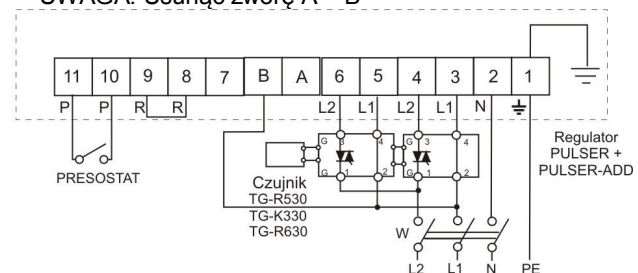 UWAGA: Usunąć zworę A – B
11 10 9 8 7 B A 6 5 4 3 2 1
P P R R L2 L1 L2 L1 N
G 3 4 G 3 4
G 1 2 G 1 2
PRESOSTAT
Czujnik
TG-R530
TG-K330
TG-R630
Regulator
PULSER +
PULSER-ADD
W
L2 L1 N PE